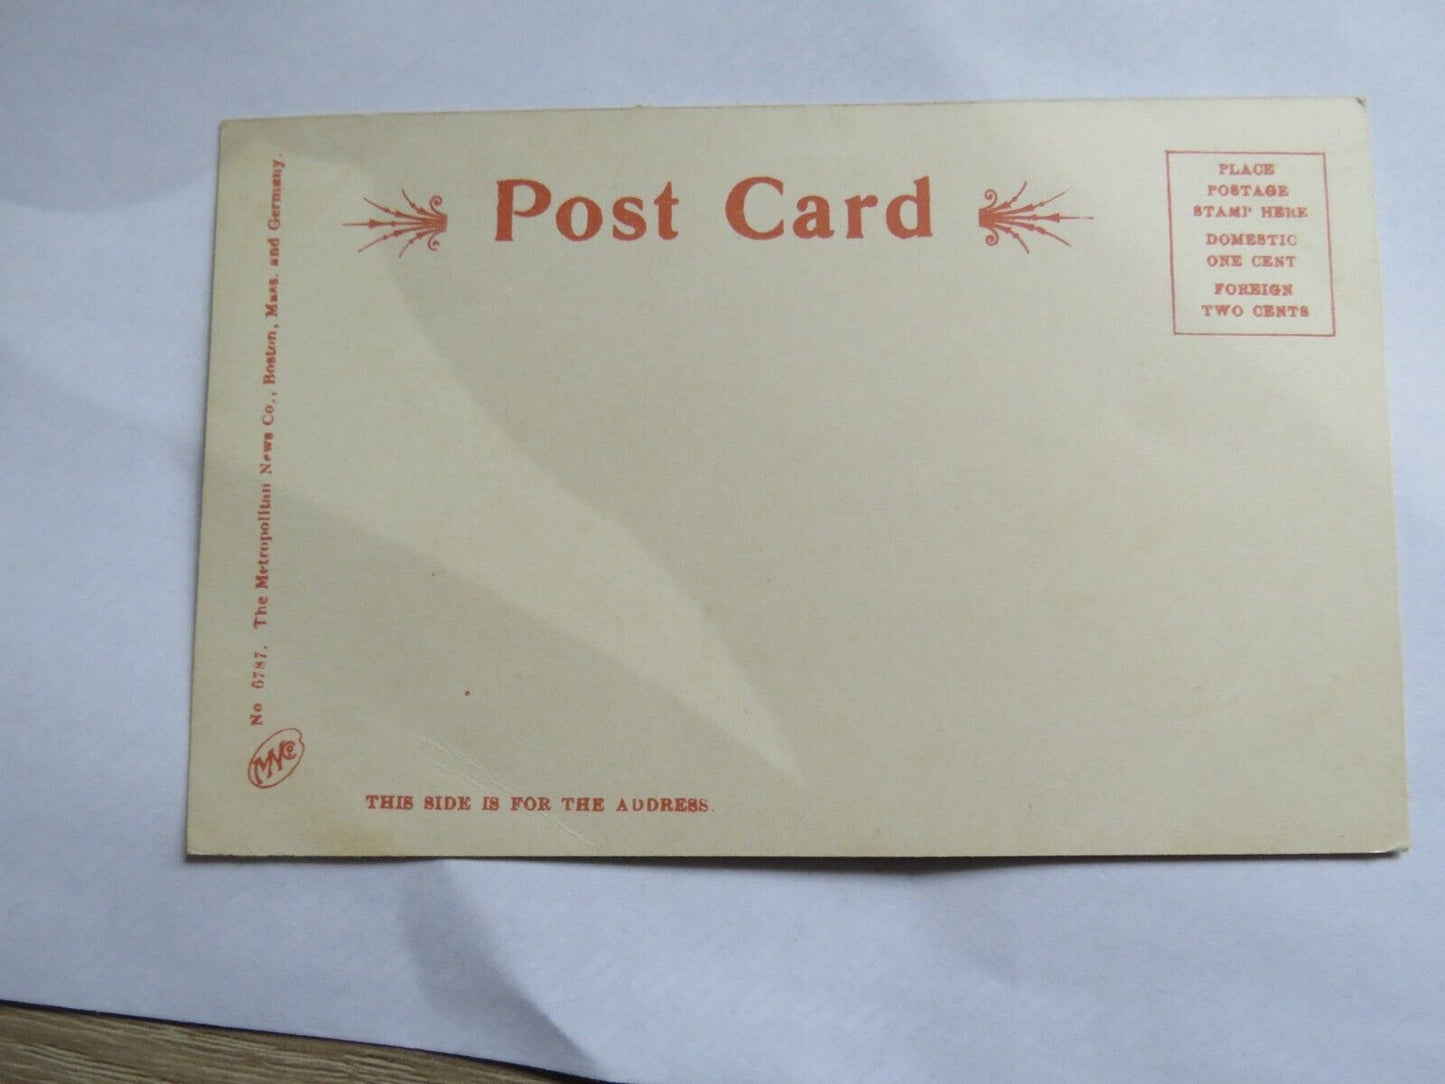 Post Card
PLACE
POSTAGE
STAMP HERE
DOMESTIC
ONE CENT
FOREIGN
TWO CENTS
No 6787. The Metropolitan News Co., Boston, Mass. and Germany.
MNCo
THIS SIDE IS FOR THE ADDRESS.